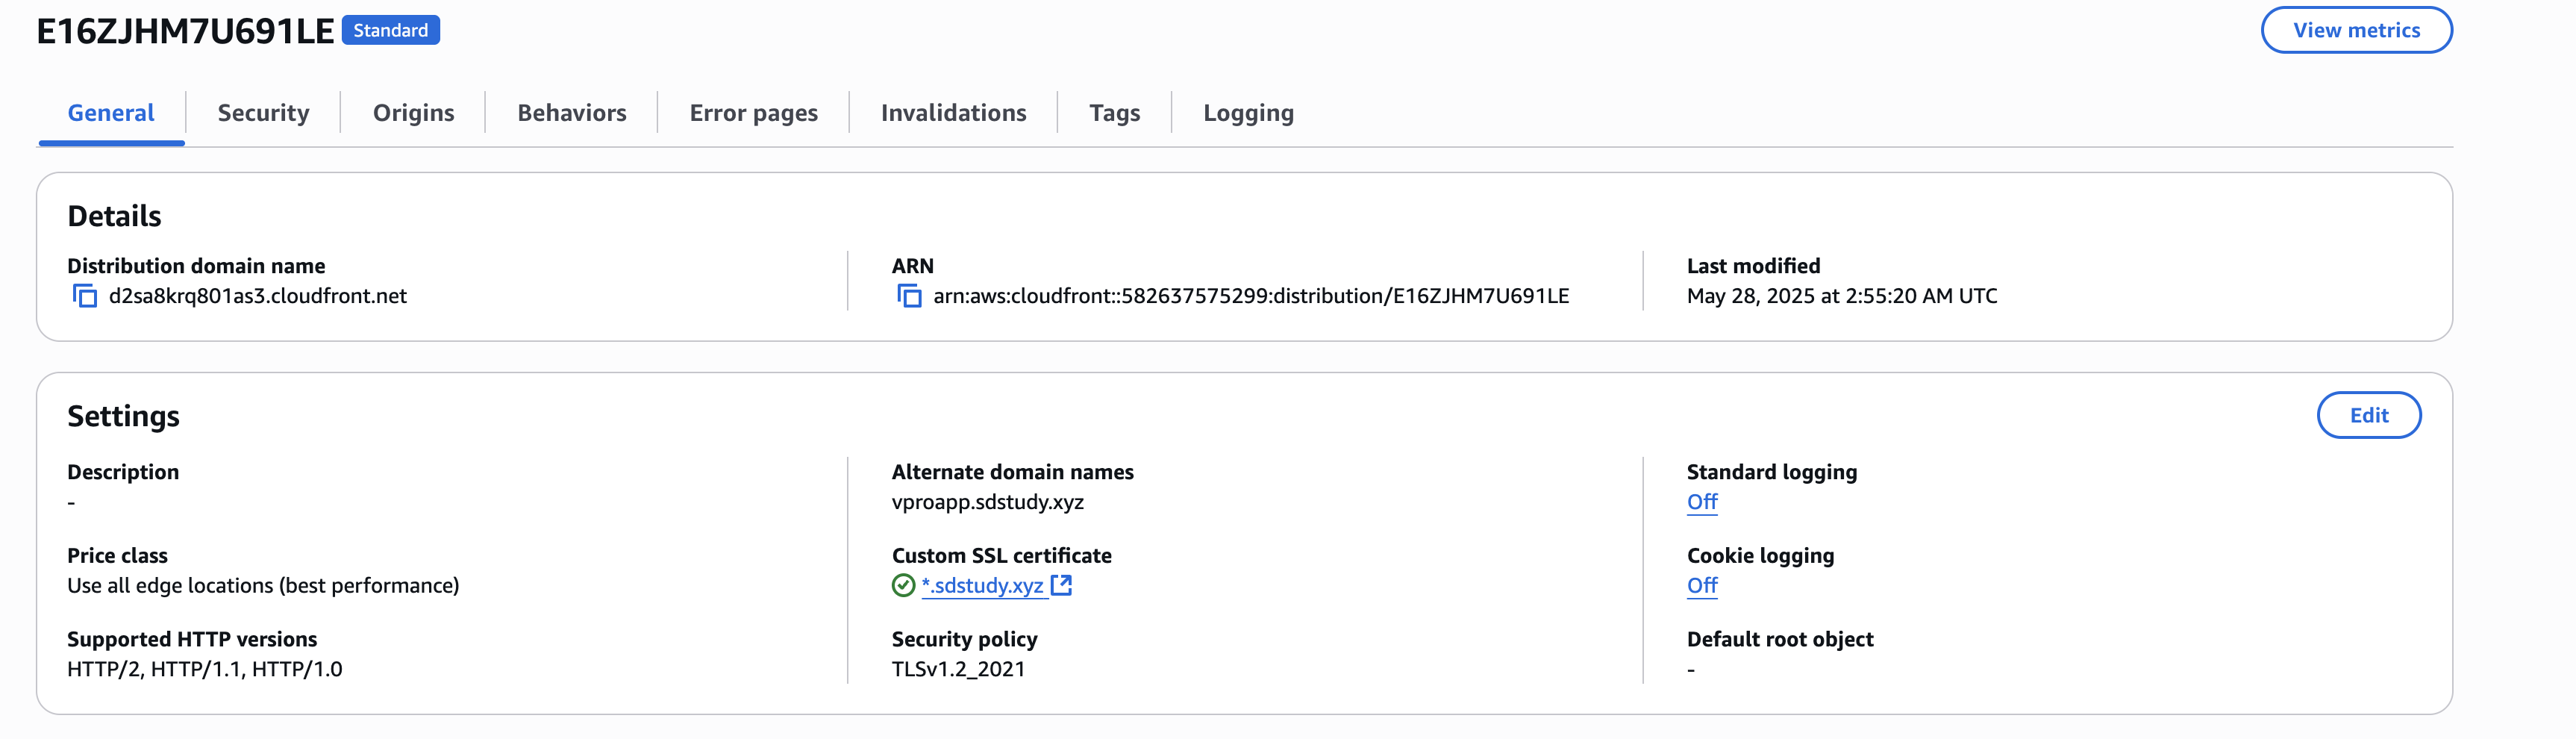 E16ZJHM7U691LE Standard
View metrics
General
Security
Origins
Behaviors
Error pages
Invalidations
Tags
Logging
Details
Distribution domain name
d2sa8krq801as3.cloudfront.net
ARN
arn:aws:cloudfront::582637575299:distribution/E16ZJHM7U691LE
Last modified
May 28, 2025 at 2:55:20 AM UTC
Settings
Edit
Description
-
Price class
Use all edge locations (best performance)
Supported HTTP versions
HTTP/2, HTTP/1.1, HTTP/1.0
Alternate domain names
vproapp.sdstudy.xyz
Custom SSL certificate
*.sdstudy.xyz
Security policy
TLSv1.2_2021
Standard logging
Off
Cookie logging
Off
Default root object
-